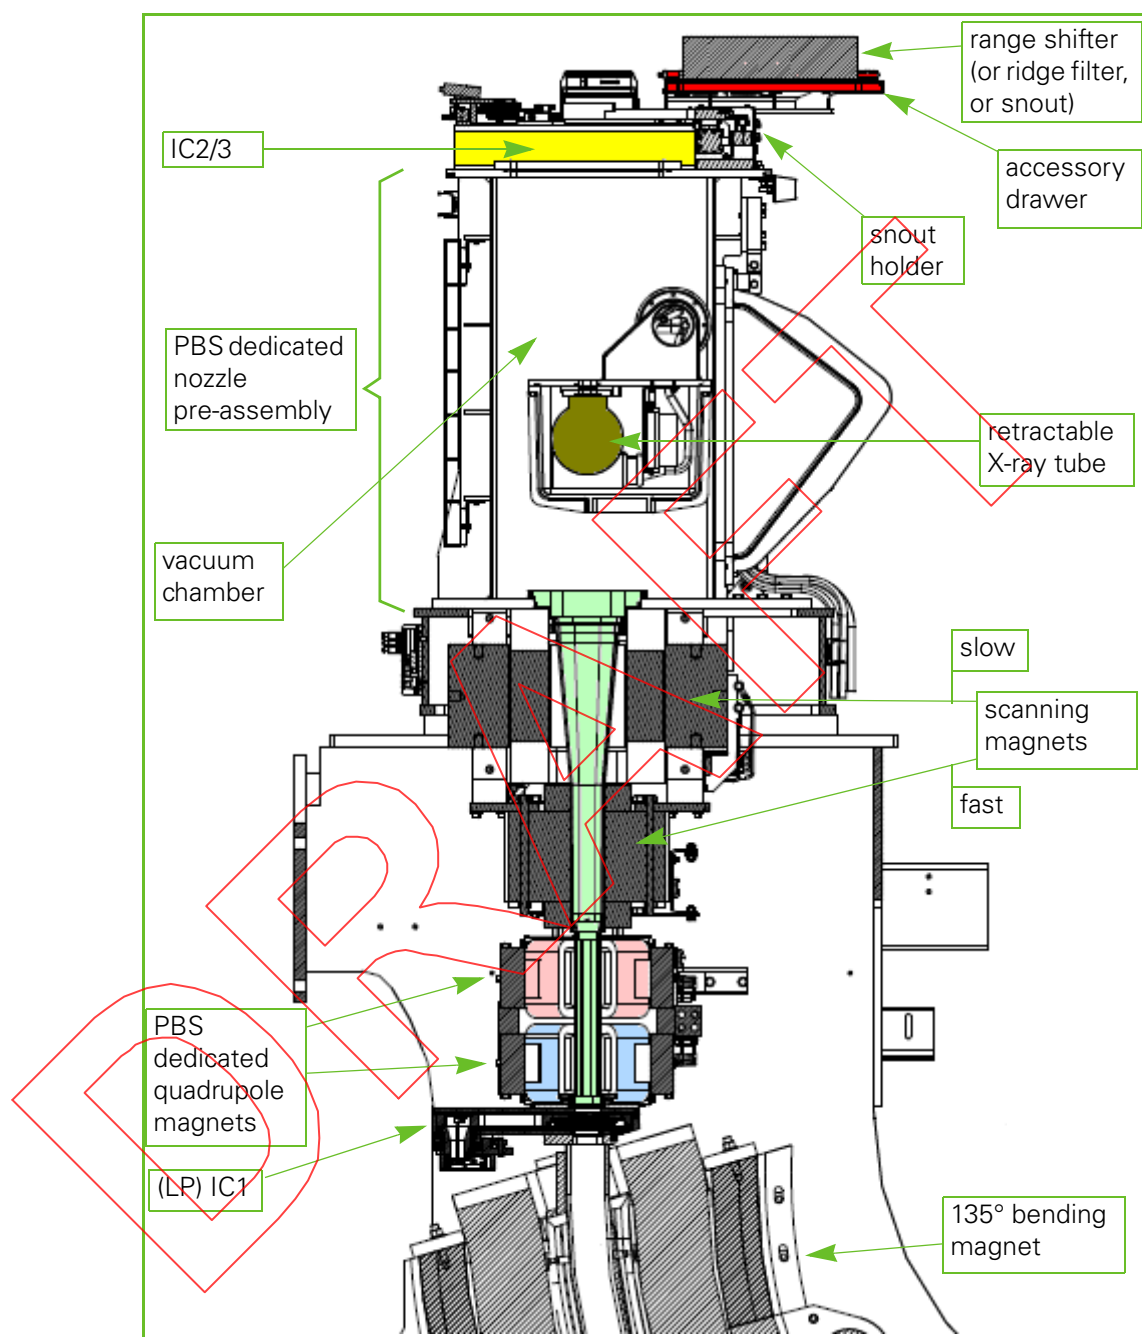 range shifter
(or ridge filter,
or snout)
IC2/3
accessory
drawer
snout
holder
PBS dedicated
nozzle
pre-assembly
retractable
X-ray tube
vacuum
chamber
slow
scanning
magnets
fast
PBS
dedicated
quadrupole
magnets
(LP) IC1
135° bending
magnet
DRAFT